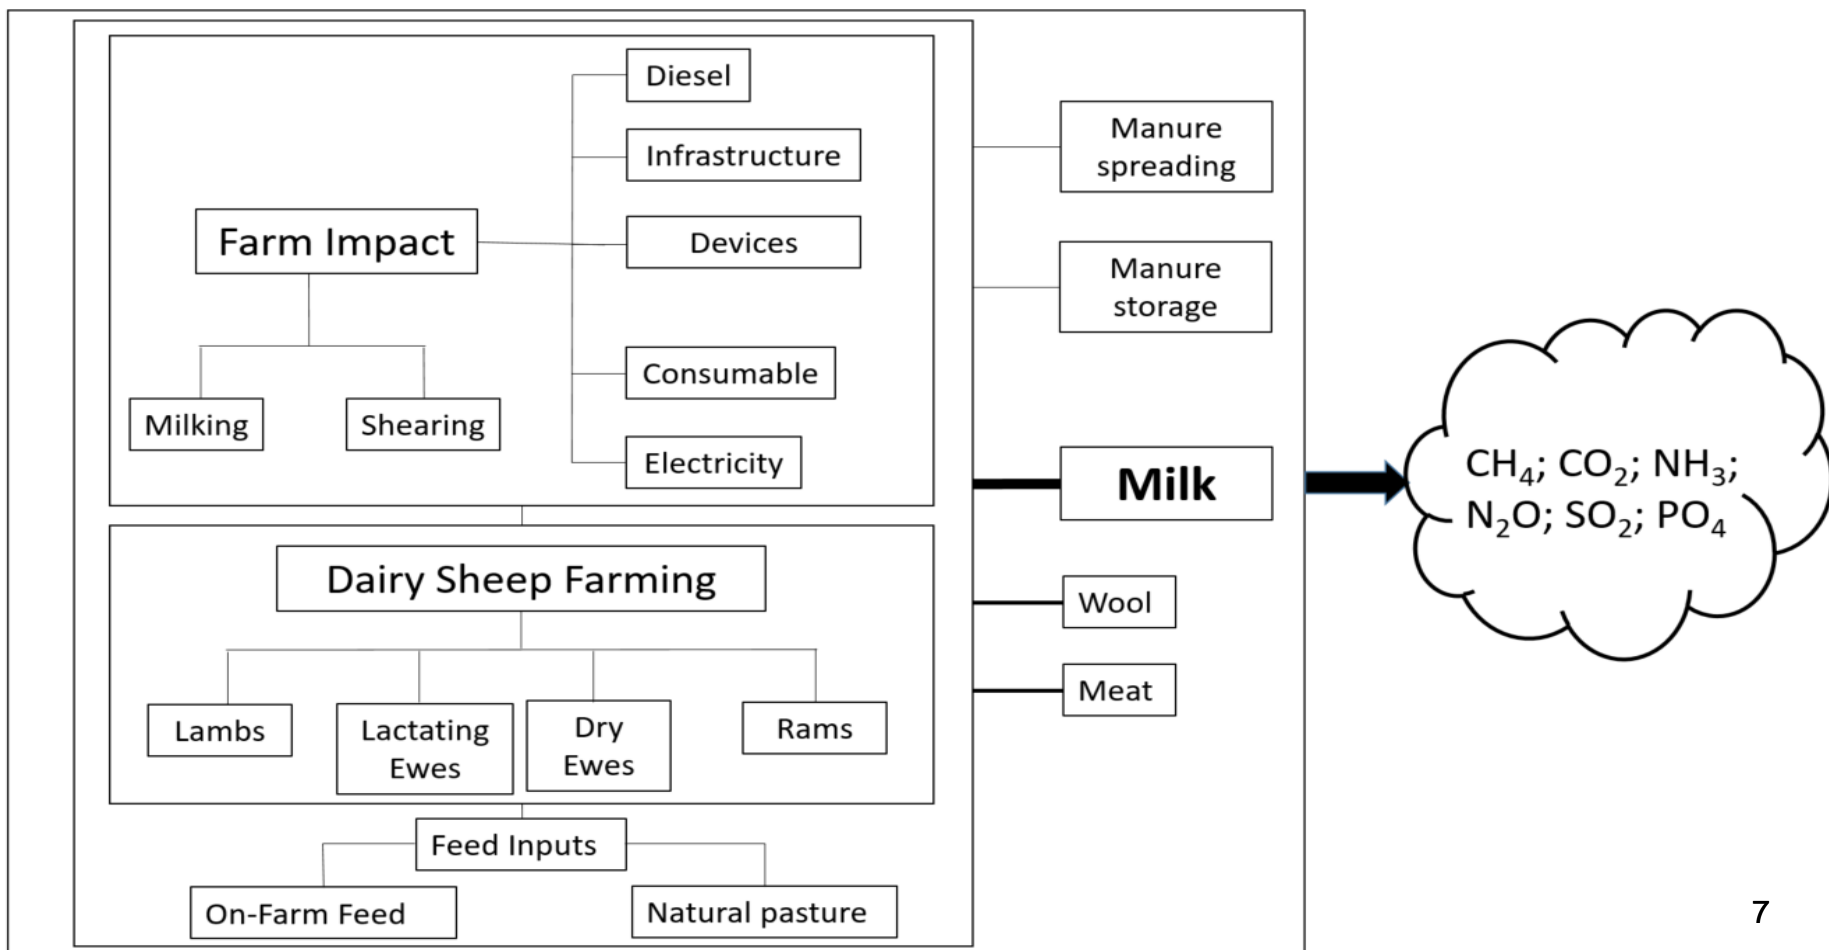 Diesel
Infrastructure
Farm Impact
Devices
Consumable
Milking
Shearing
Electricity
Dairy Sheep Farming
Lambs
Lactating
Ewes
Dry
Ewes
Rams
Feed Inputs
On-Farm Feed
Natural pasture
Manure
spreading
Manure
storage
Milk
Wool
Meat
CH₄; CO₂; NH₃;
N₂O; SO₂; PO₄
7